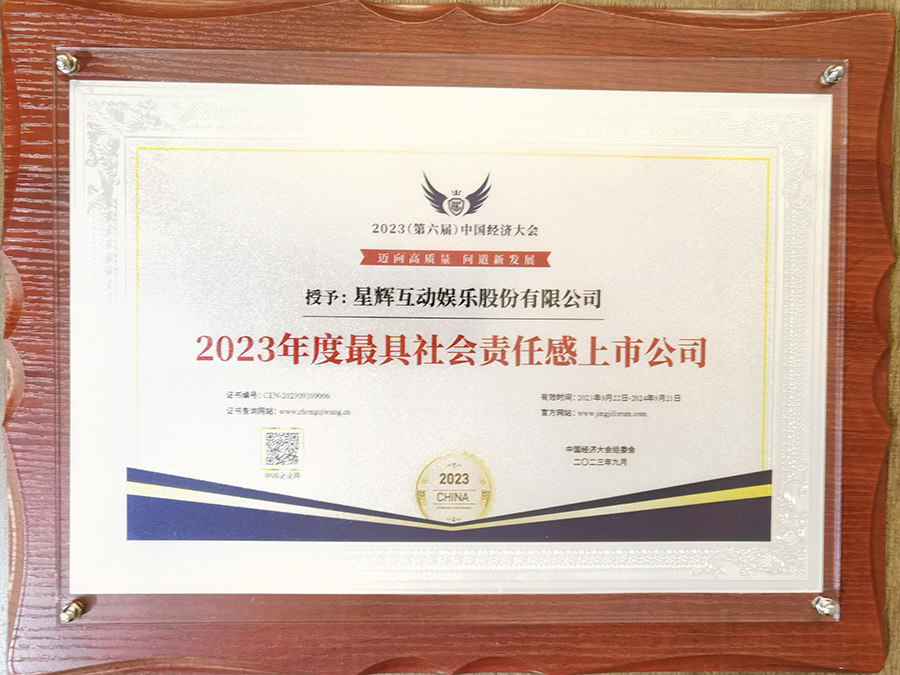 2023(第六届)中国经济大会
迈向高质量 问道新发展
授予：星辉互动娱乐股份有限公司
2023年度最具社会责任感上市公司
证书编号：CEN-202309109006
证书查询网站：www.zhongqiwang.cn
有效时间：2023年9月22日-2024年9月21日
官方网站：www.jingjiforum.com
中国企业网
中国经济大会组委会
二〇二三年九月
2023
CHINA
ECONOMIC CONFERENCE